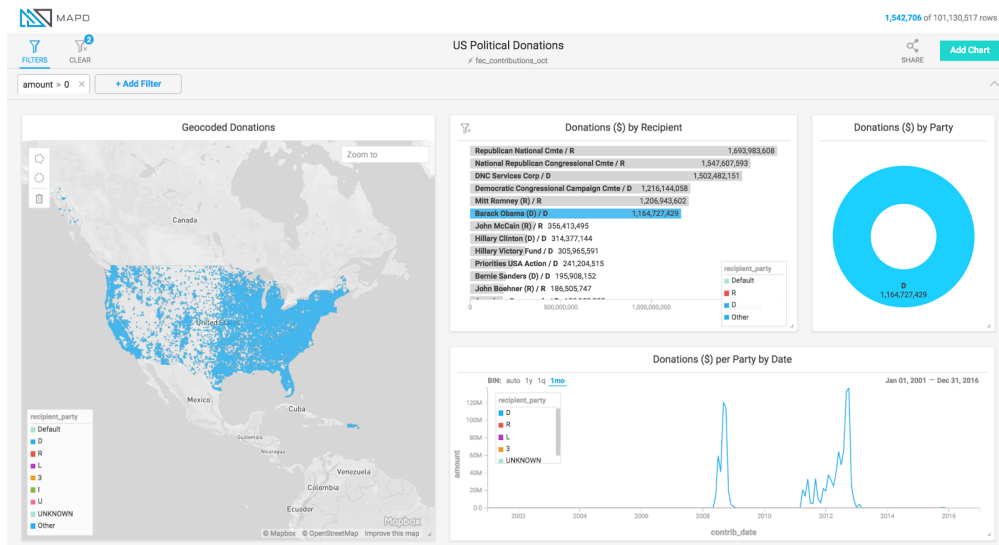 MAPD
1,542,706 of 101,130,517 rows
FILTERS
2
CLEAR
US Political Donations
fec_contributions_oct
SHARE
Add Chart
amount > 0 ×
+ Add Filter
Geocoded Donations
Zoom to
Canada
United States
Mexico
Cuba
Guatemala
Nicaragua
Venezuela
Colombia
Ecuador
recipient_party
Default
D
R
L
3
I
U
UNKNOWN
Other
Mapbox
© Mapbox © OpenStreetMap Improve this map
Donations ($) by Recipient
Republican National Cmte / R 1,693,983,608
National Republican Congressional Cmte / R 1,547,607,593
DNC Services Corp / D 1,502,482,151
Democratic Congressional Campaign Cmte / D 1,216,144,058
Mitt Romney (R) / R 1,206,943,602
Barack Obama (D) / D 1,164,727,429
John McCain (R) / R 356,413,495
Hillary Clinton (D) / D 314,377,144
Hillary Victory Fund / D 305,965,591
Priorities USA Action / D 241,204,515
Bernie Sanders (D) / D 195,908,152
John Boehner (R) / R 186,505,747
0 500,000,000 1,000,000,000
recipient_party
Default
R
D
Other
Donations ($) by Party
D
1,164,727,429
Donations ($) per Party by Date
BIN: auto 1y 1q 1mo
Jan 01, 2001 – Dec 31, 2016
recipient_party
D
R
L
3
UNKNOWN
120M
100M
80M
60M
40M
20M
0.0
amount
2002 2004 2006 2008 2010 2012 2014 2016
contrib_date